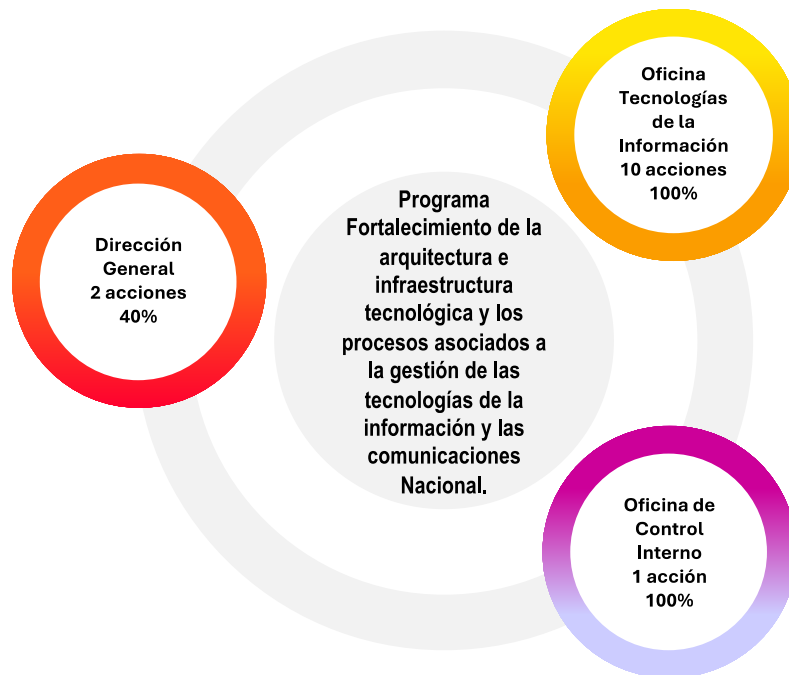 Oficina
Tecnologías
de la
Información
10 acciones
100%
Dirección
General
2 acciones
40%
Programa
Fortalecimiento de la
arquitectura e
infraestructura
tecnológica y los
procesos asociados a
la gestión de las
tecnologías de la
información y las
comunicaciones
Nacional.
Oficina de
Control
Interno
1 acción
100%